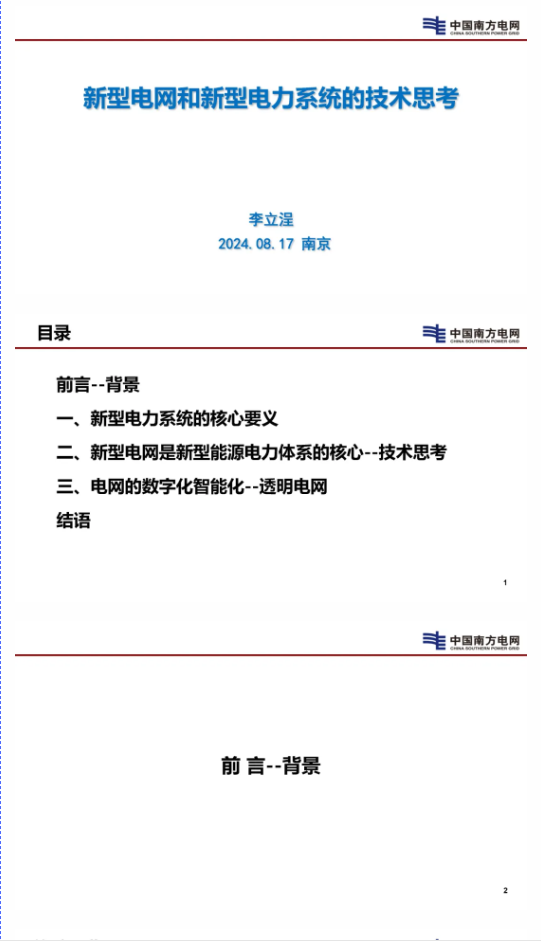 中国南方电网
CHINA SOUTHERN POWER GRID
新型电网和新型电力系统的技术思考
李立浧
2024.08.17 南京
目录
中国南方电网
CHINA SOUTHERN POWER GRID
前言--背景
一、新型电力系统的核心要义
二、新型电网是新型能源电力体系的核心--技术思考
三、电网的数字化智能化--透明电网
结语
1
中国南方电网
CHINA SOUTHERN POWER GRID
前 言--背景
2